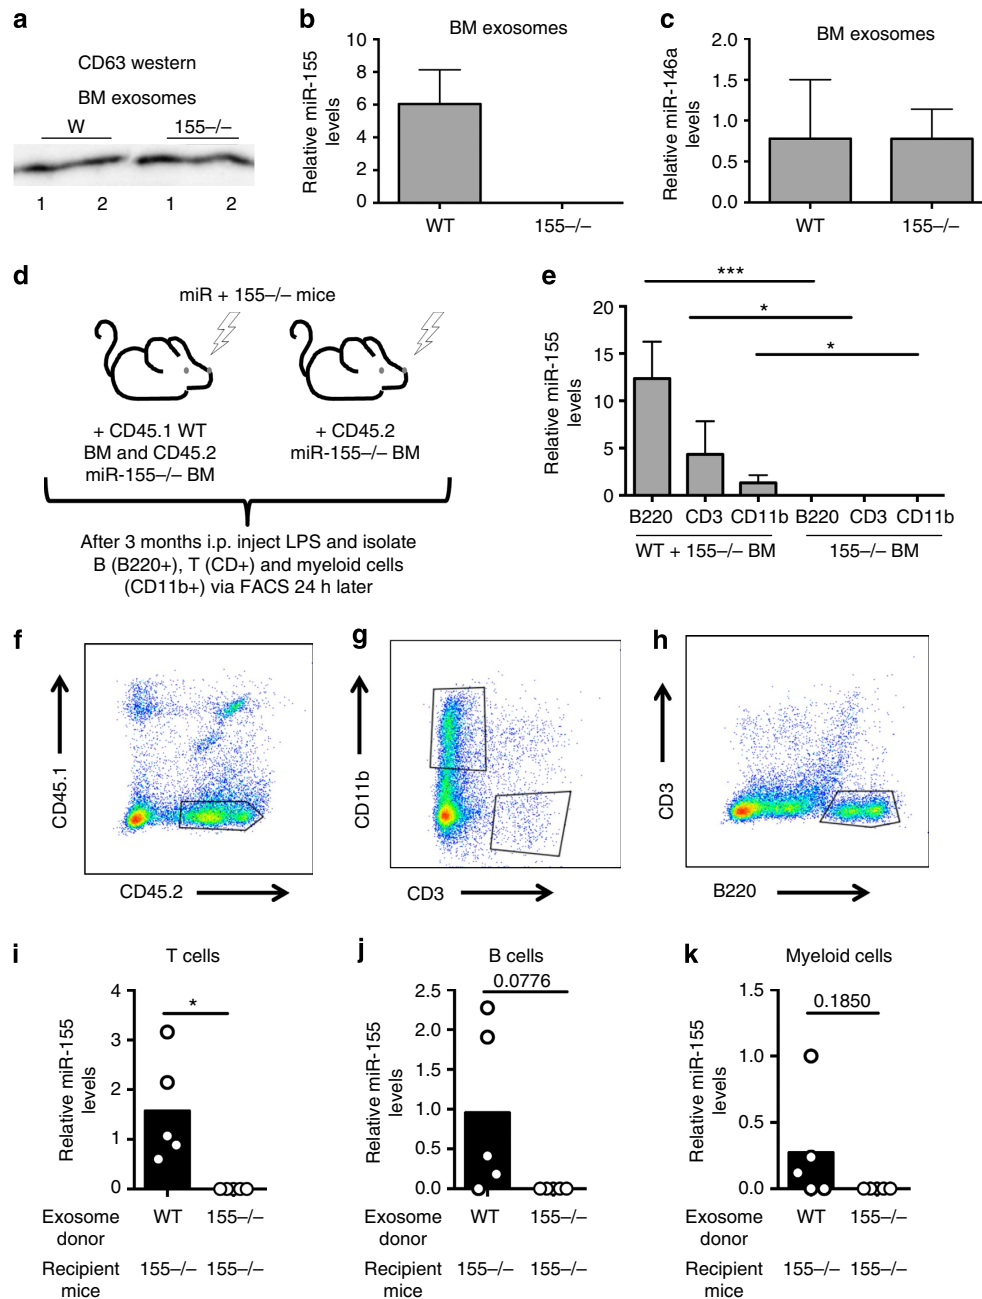 a
CD63 western
BM exosomes
W 155–/–
1 2 1 2
b
BM exosomes
Relative miR-155
levels
10
8
6
4
2
0
WT 155–/–
c
BM exosomes
Relative miR-146a
levels
2.0
1.5
1.0
0.5
0.0
WT 155–/–
d
miR + 155–/– mice
+ CD45.1 WT
BM and CD45.2
miR-155–/– BM
+ CD45.2
miR-155–/– BM
After 3 months i.p. inject LPS and isolate
B (B220+), T (CD+) and myeloid cells
(CD11b+) via FACS 24 h later
e
***
*
*
Relative miR-155
levels
20
15
10
5
0
B220 CD3 CD11b B220 CD3 CD11b
WT + 155–/– BM 155–/– BM
f
CD45.1
CD45.2
g
CD11b
CD3
h
CD3
B220
i
T cells
*
Relative miR-155
levels
4
3
2
1
0
Exosome
donor
WT 155–/–
Recipient
mice
155–/– 155–/–
j
B cells
0.0776
Relative miR-155
levels
2.5
2.0
1.5
1.0
0.5
0.0
Exosome
donor
WT 155–/–
Recipient
mice
155–/– 155–/–
k
Myeloid cells
0.1850
Relative miR-155
levels
1.5
1.0
0.5
0.0
Exosome
donor
WT 155–/–
Recipient
mice
155–/– 155–/–